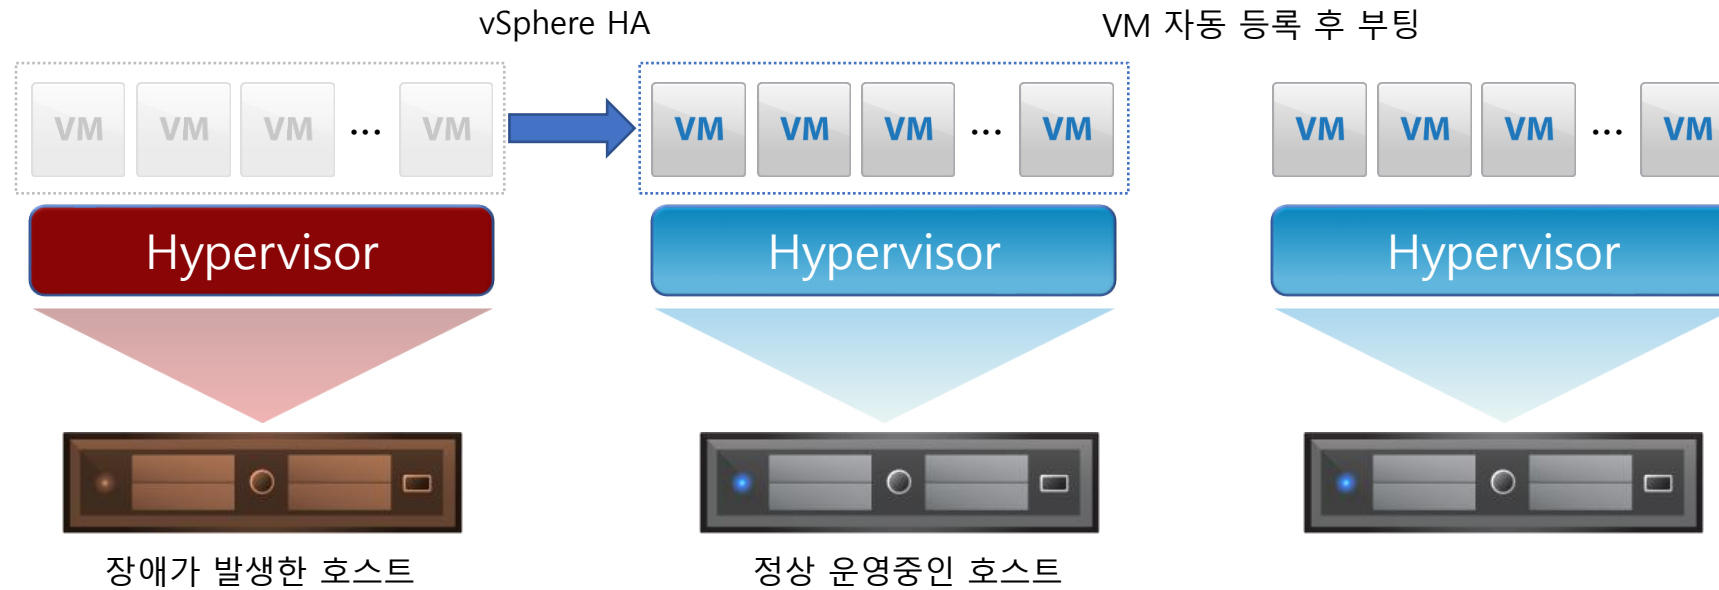 vSphere HA
VM 자동 등록 후 부팅
VM VM VM ... VM
VM VM VM ... VM
VM VM VM ... VM
Hypervisor
Hypervisor
Hypervisor
장애가 발생한 호스트
정상 운영중인 호스트